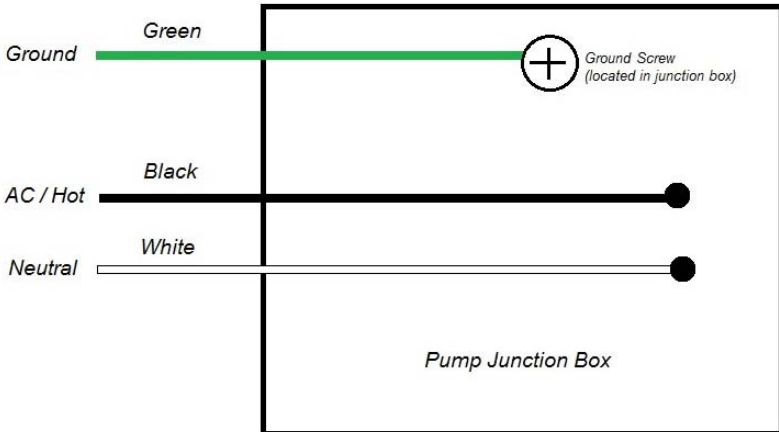 Green
Ground
Ground Screw
(located in junction box)
Black
AC / Hot
White
Neutral
Pump Junction Box